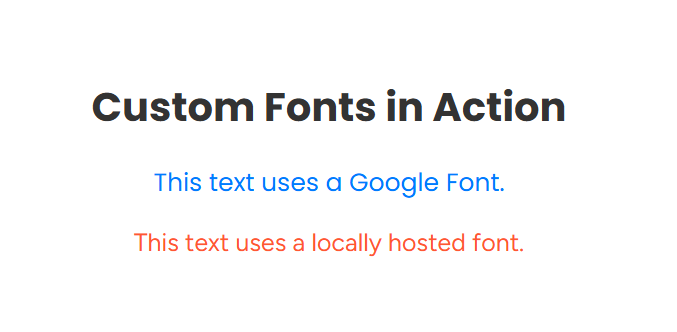 Custom Fonts in Action
This text uses a Google Font.
This text uses a locally hosted font.